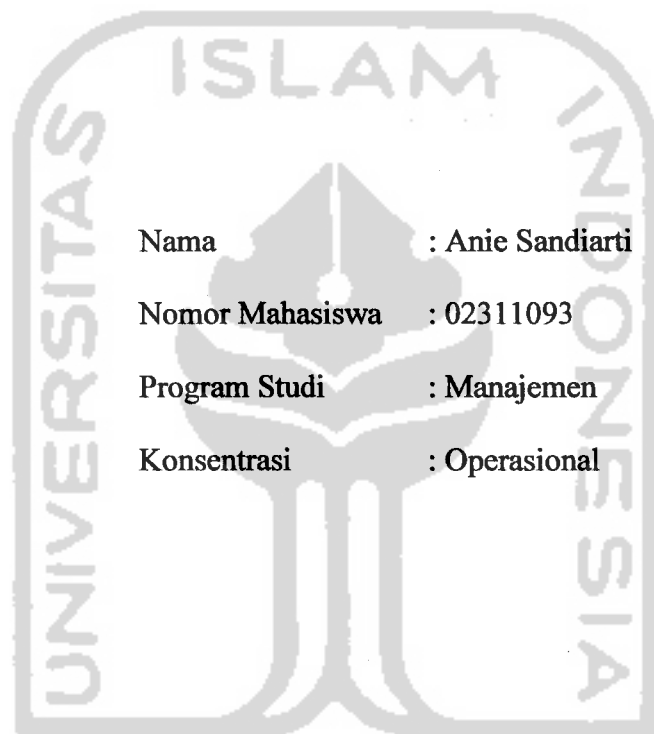 UNIVERSITAS ISLAM INDONESIA
Nama : Anie Sandiarti
Nomor Mahasiswa : 02311093
Program Studi : Manajemen
Konsentrasi : Operasional